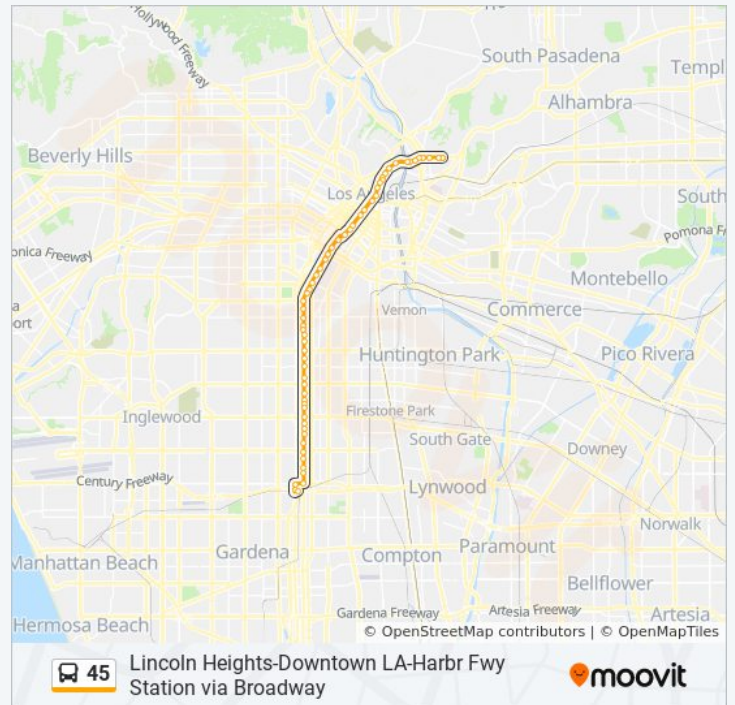 Hollywood Freeway
South Pasadena
Templ
Alhambra
Beverly Hills
Los Angeles
South
Pomona Fr
onica Freeway
Montebello
a
ort
Vernon
Commerce
Huntington Park
Pico Rivera
Inglewood
Firestone Park
South Gate
Downey
Century Freeway
Lynwood
Norwalk
Gardena
Compton
Paramount
Manhattan Beach
Bellflower
Gardena Freeway
Artesia Freeway
Artesia
Hermosa Beach
© OpenStreetMap contributors | © OpenMapTiles
45
Lincoln Heights-Downtown LA-Harbr Fwy
Station via Broadway
moovit